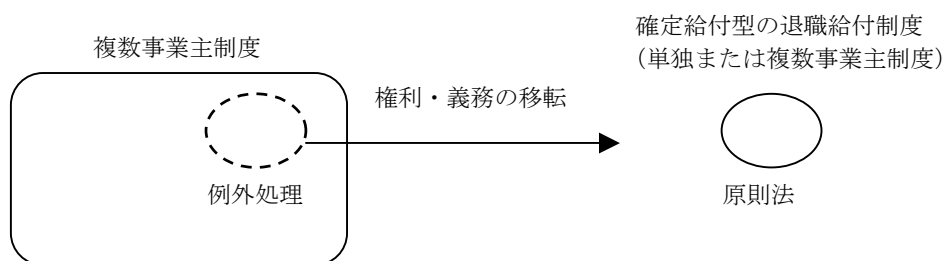 複数事業主制度
確定給付型の退職給付制度
（単独または複数事業主制度）
権利・義務の移転
例外処理
原則法